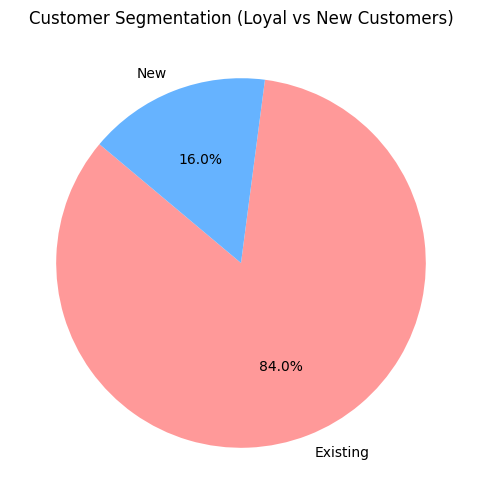 Customer Segmentation (Loyal vs New Customers)
New
16.0%
84.0%
Existing